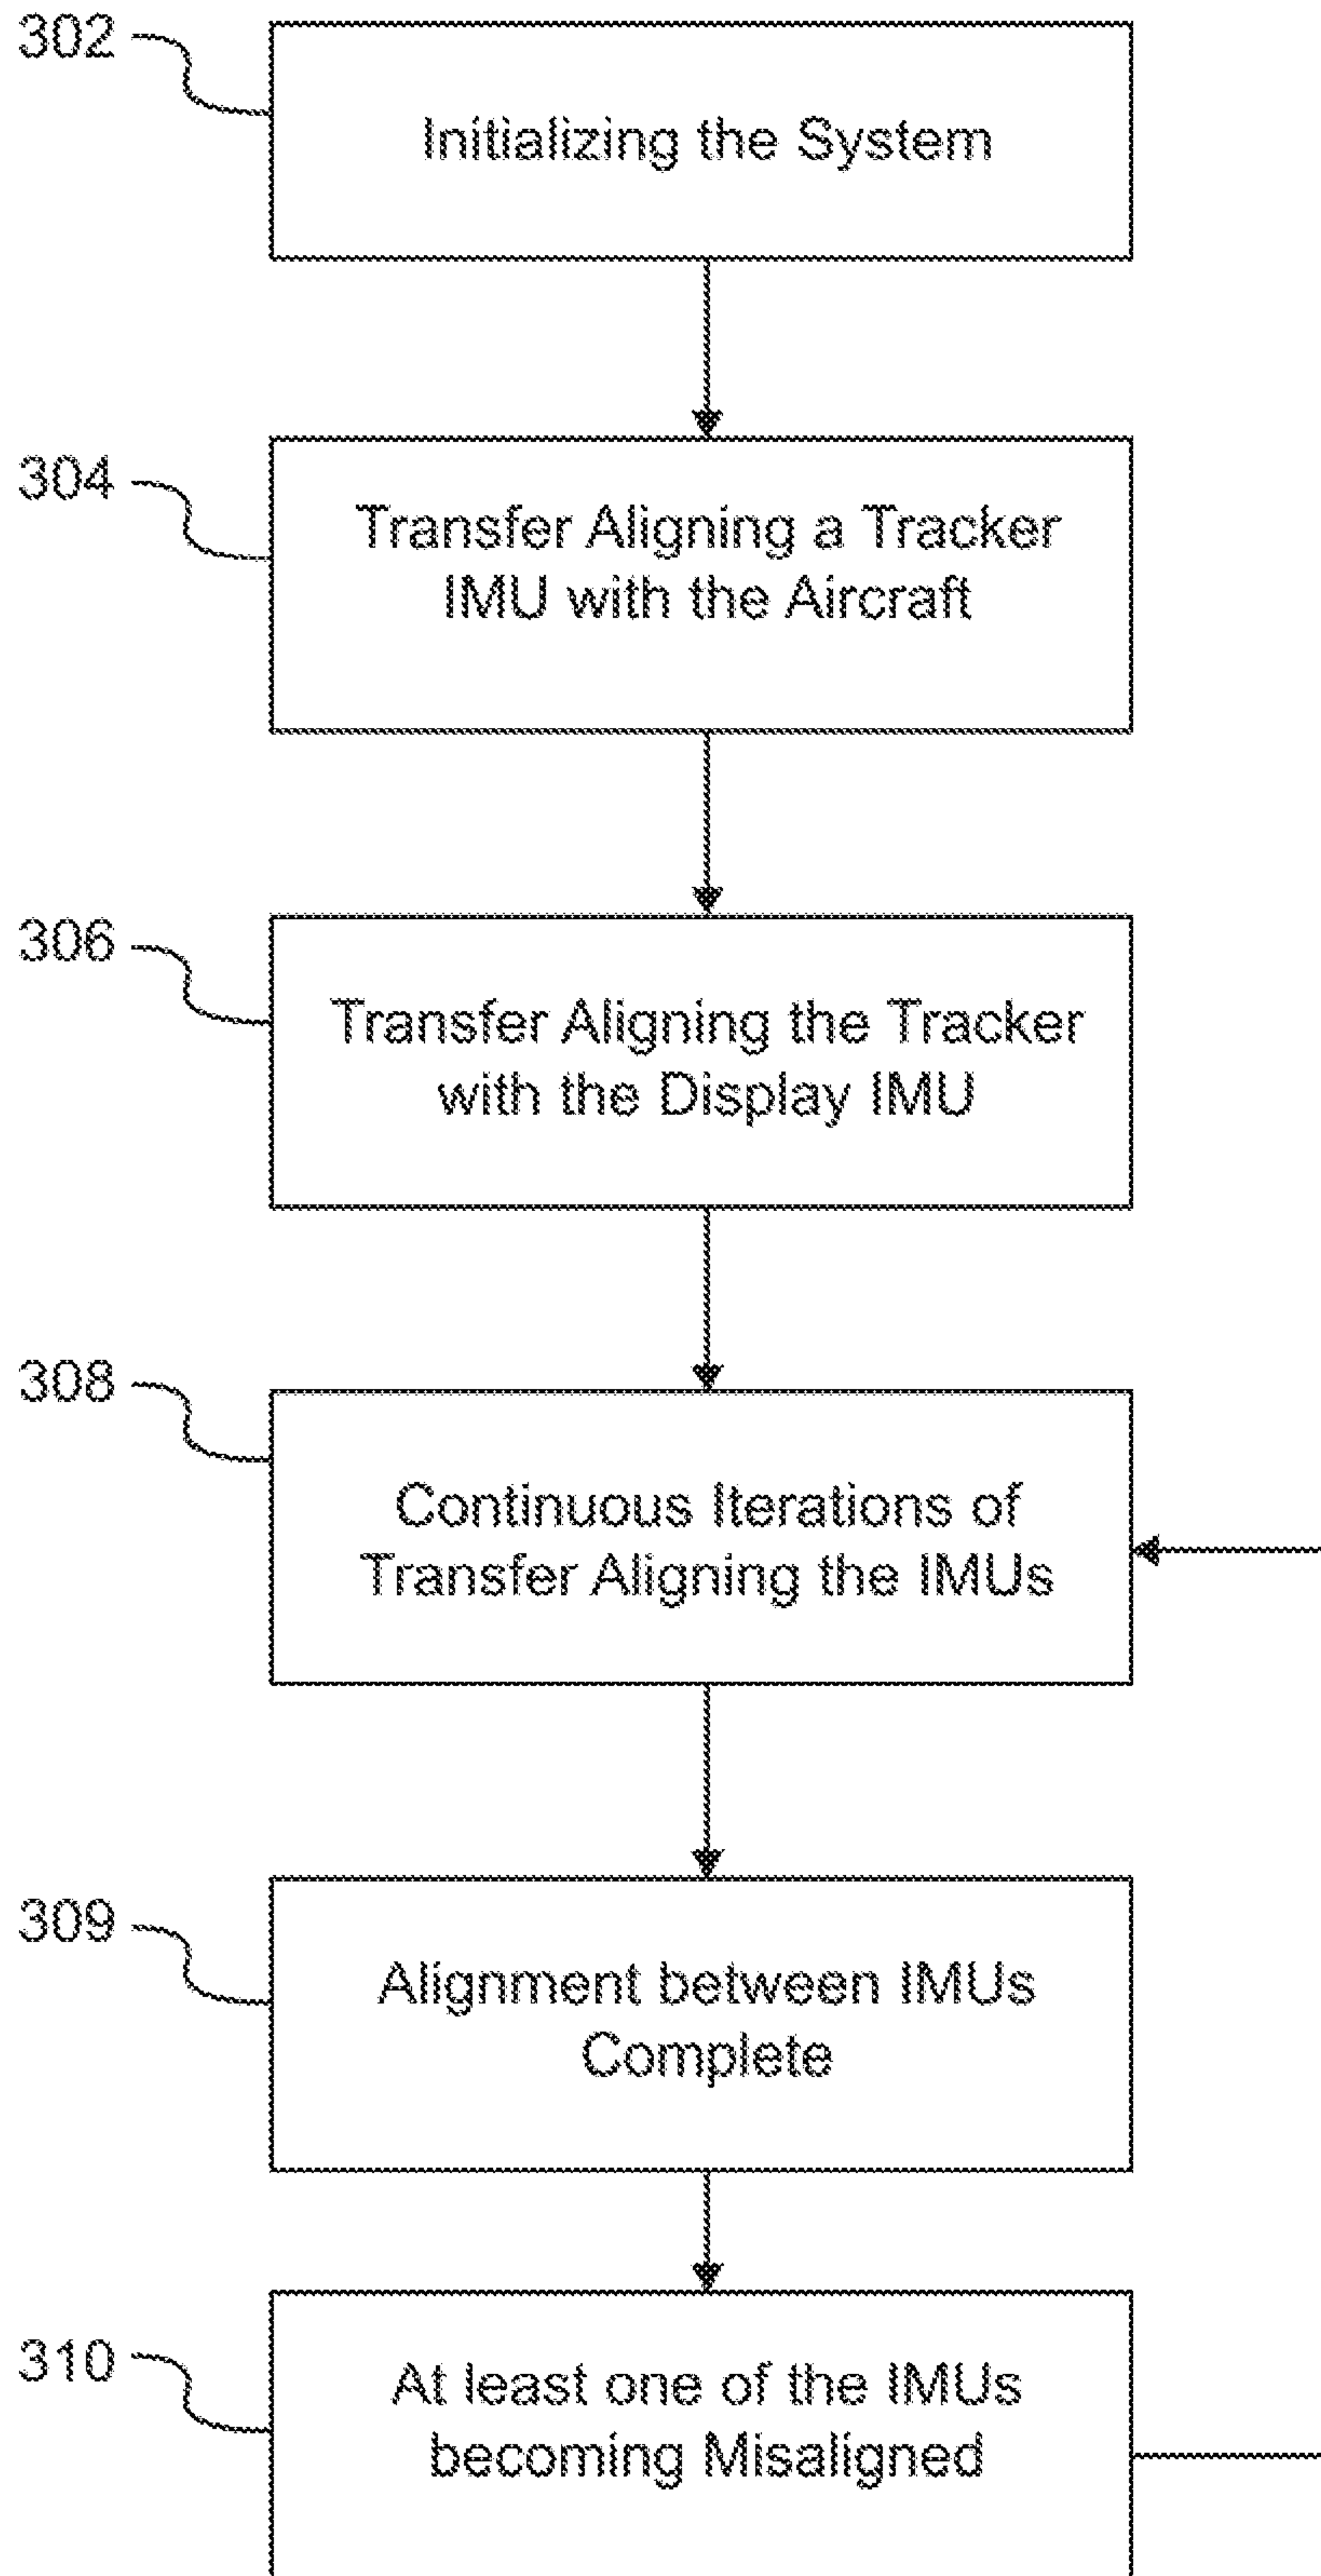 302
Initializing the System
304
Transfer Aligning a Tracker
IMU with the Aircraft
306
Transfer Aligning the Tracker
with the Display IMU
308
Continuous Iterations of
Transfer Aligning the IMUs
309
Alignment between IMUs
Complete
310
At least one of the IMUs
becoming Misaligned